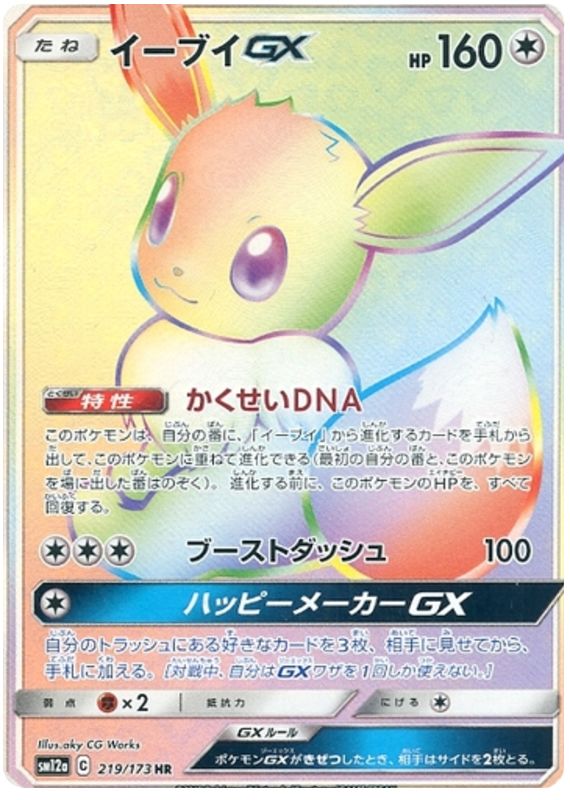 たね イーブイGX HP 160
特性 かくせいDNA
このポケモンは、自分の番に、「イーブイ」から進化するカードを手札から
出して、このポケモンに重ねて進化できる(最初の自分の番と、このポケモン
を場に出した番はのぞく)。進化する前に、このポケモンのHPを、すべて
回復する。
ブーストダッシュ 100
ハッピーメーカーGX
自分のトラッシュにある好きなカードを3枚、相手に見せてから、
手札に加える。[対戦中、自分はGXワザを1回しか使えない。]
弱点 ×2 抵抗力 にげる
GXルール
Illus.aky CG Works
ポケモンGXがきぜつしたとき、相手はサイドを2枚とる。
sm12a C 219/173 HR